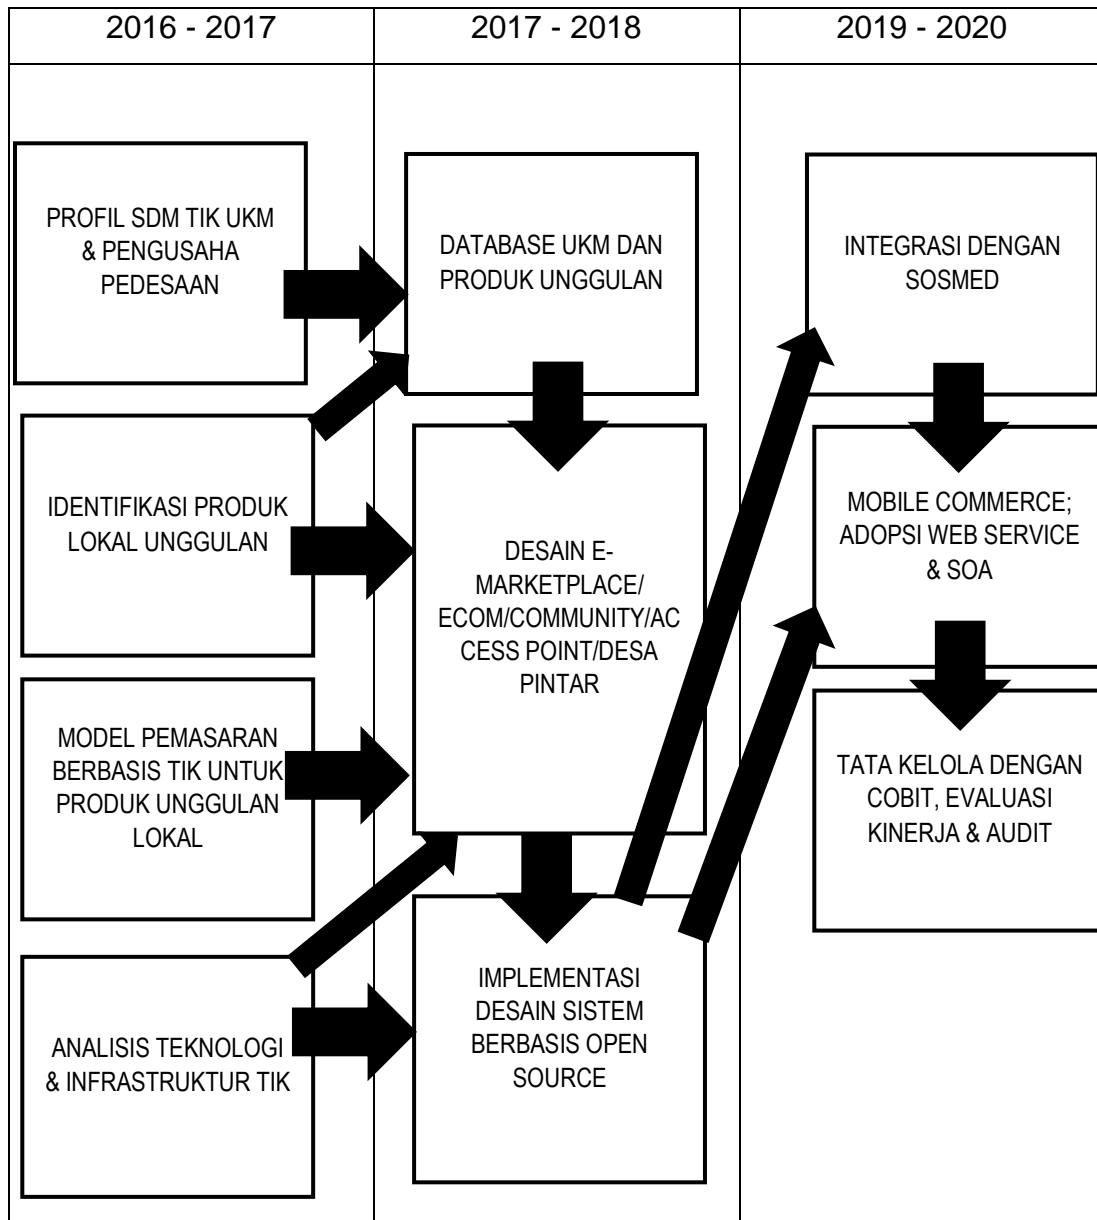 2016 - 2017
2017 - 2018
2019 - 2020
PROFIL SDM TIK UKM
& PENGUSAHA
PEDESAAN
IDENTIFIKASI PRODUK
LOKAL UNGGULAN
MODEL PEMASARAN
BERBASIS TIK UNTUK
PRODUK UNGGULAN
LOKAL
ANALISIS TEKNOLOGI
& INFRASTRUKTUR TIK
DATABASE UKM DAN
PRODUK UNGGULAN
DESAIN E-
MARKETPLACE/
ECOM/COMMUNITY/AC
CESS POINT/DESA
PINTAR
IMPLEMENTASI
DESAIN SISTEM
BERBASIS OPEN
SOURCE
INTEGRASI DENGAN
SOSMED
MOBILE COMMERCE;
ADOPSI WEB SERVICE
& SOA
TATA KELOLA DENGAN
COBIT, EVALUASI
KINERJA & AUDIT